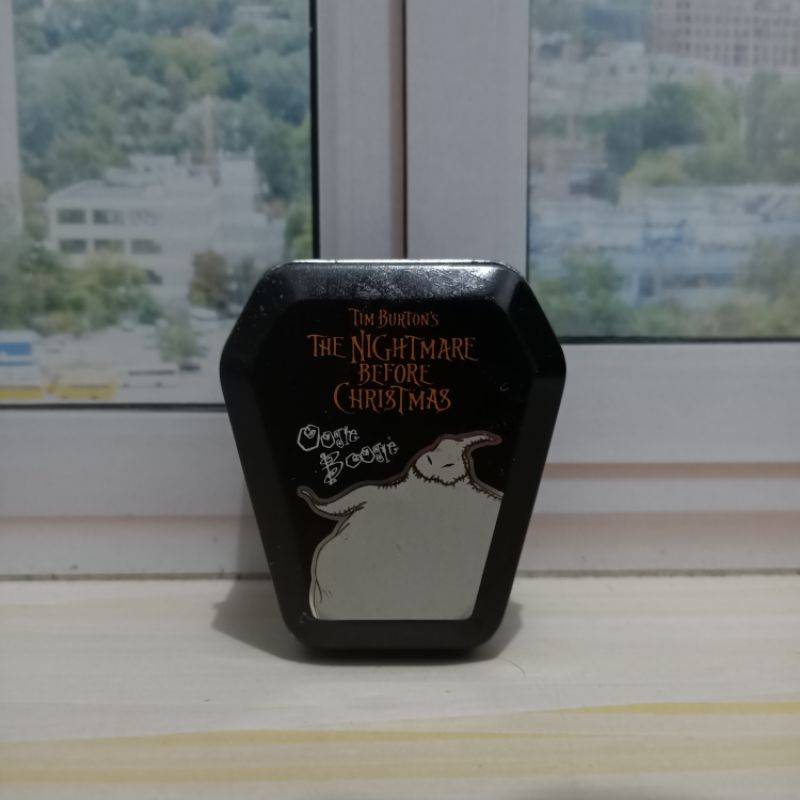 TIM BURTON'S
THE NIGHTMARE
BEFORE
CHRISTMAS
Oogie
Boogie